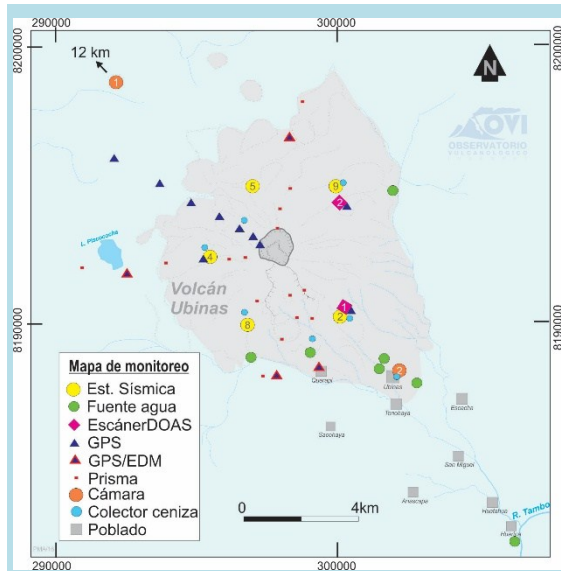 290000
300000
8200000
8200000
12 km
1
N
OVI
OBSERVATORIO
VULCANOLÓGICO
5
9
2
L. Piscococha
4
Volcán
Ubinas
1
8
2
8190000
8190000
Mapa de monitoreo
Est. Sísmica
Fuente agua
EscánerDOAS
GPS
GPS/EDM
Prisma
Cámara
Colector ceniza
Poblado
2
Querapi
Ubinas
Tonohaya
Escacha
Sacohaya
San Miguel
Anascapa
Huatahua
Huarina
R. Tambo
0
4km
290000
300000